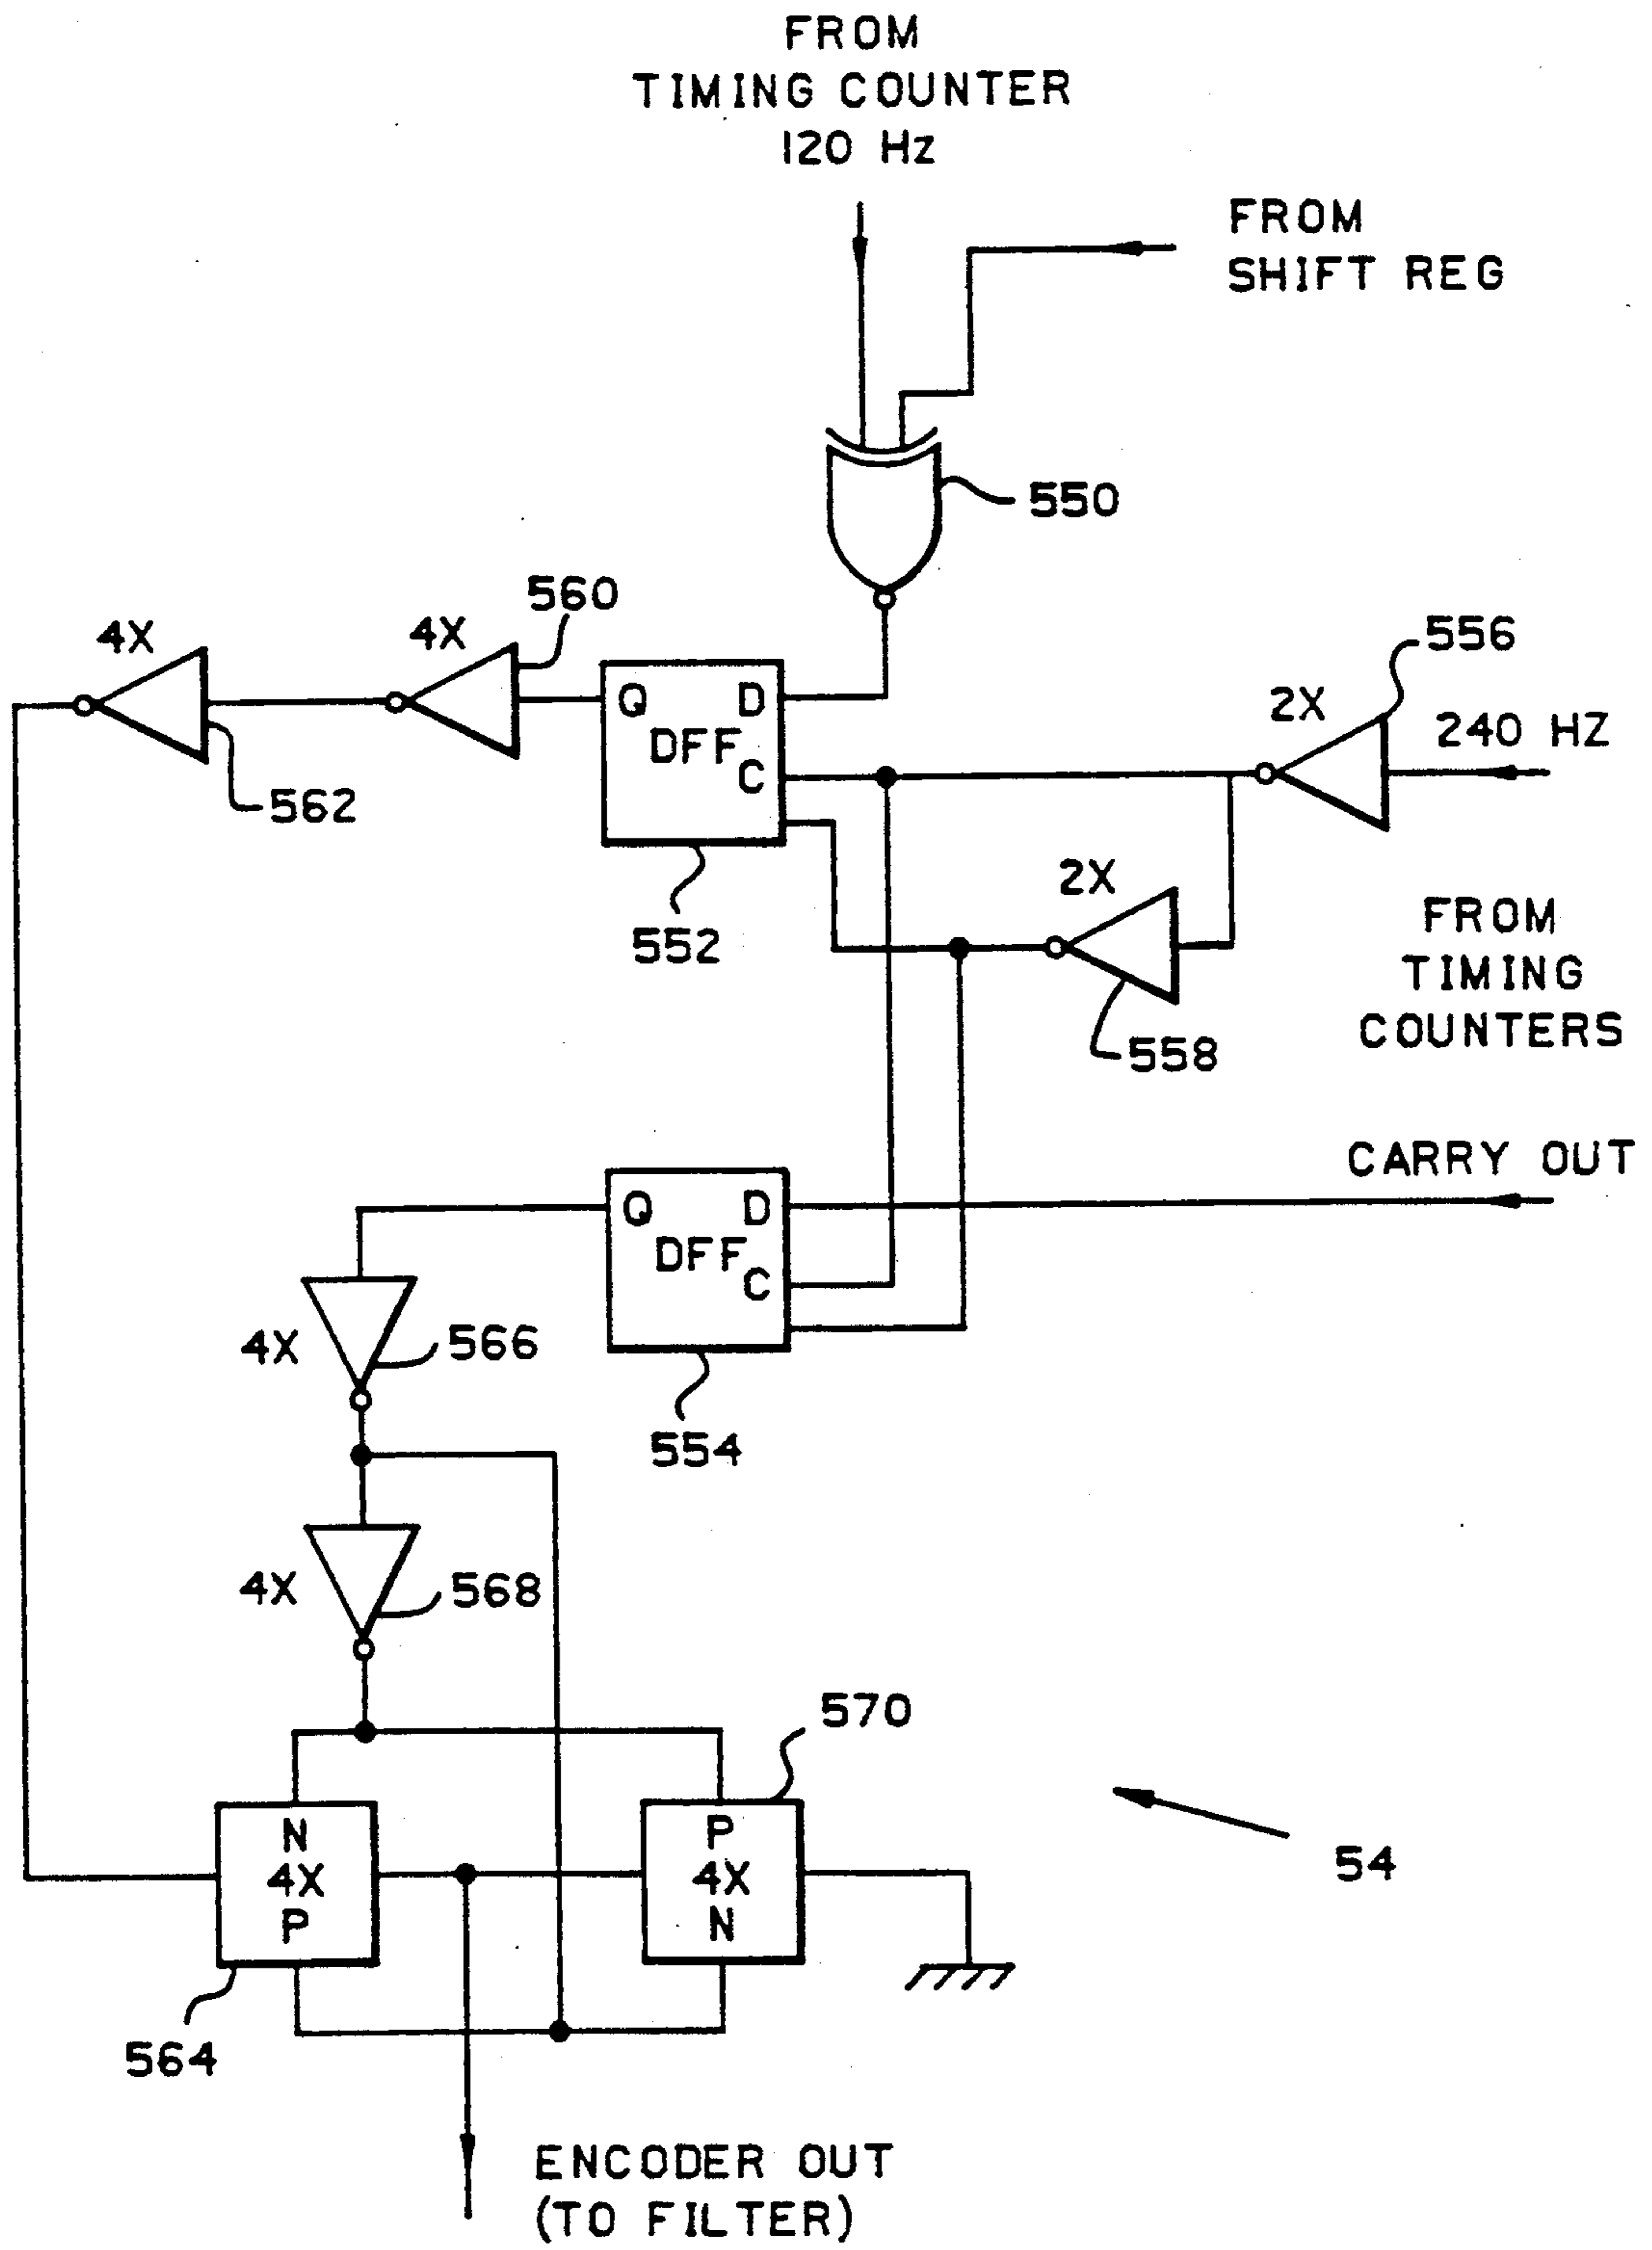 FROM
TIMING COUNTER
120 Hz
FROM
SHIFT REG
550
560
4X
4X
556
2X
240 HZ
Q
D
DFF
C
562
2X
552
FROM
TIMING
COUNTERS
558
CARRY OUT
Q
D
DFF
C
4X
566
554
4X
568
570
N
4X
P
P
4X
N
54
564
ENCODER OUT
(TO FILTER)